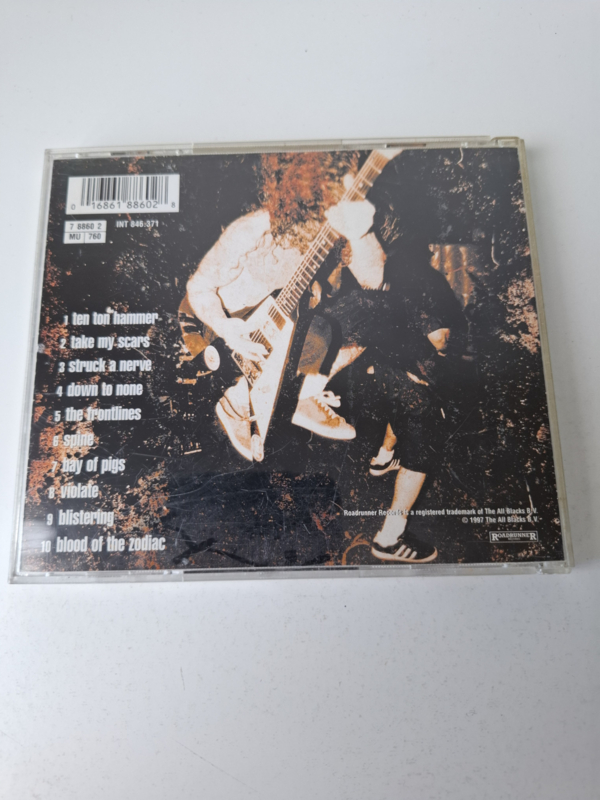 0 16861 88602 8
7 8860 2
MU 760
INT 846.371
1 ten ton hammer
2 take my scars
3 struck a nerve
4 down to none
5 the frontlines
6 spine
7 bay of pigs
8 violate
9 blistering
10 blood of the zodiac
Roadrunner Records is a registered trademark of The All Blacks B.V.
© 1997 The All Blacks B.V.
ROADRUNNER